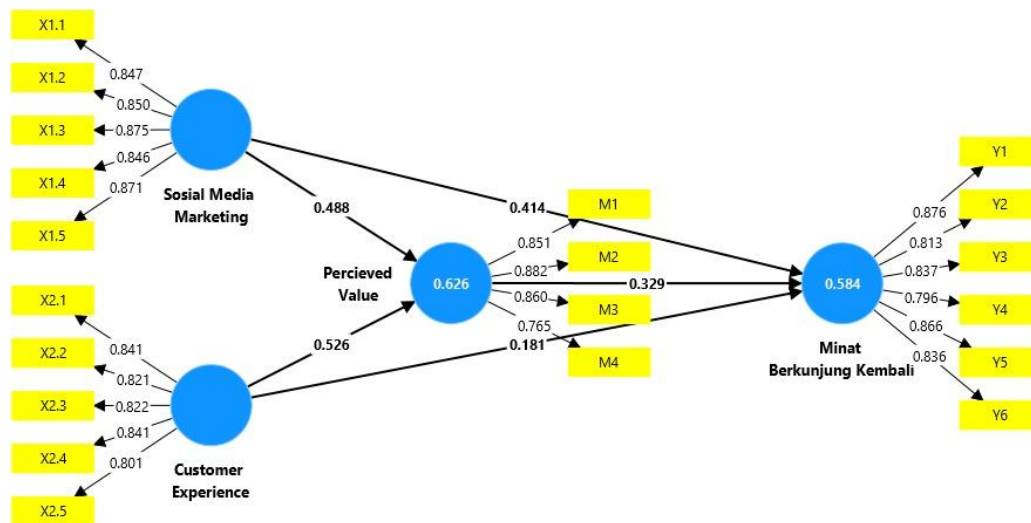 X1.1
X1.2
X1.3
X1.4
X1.5
0.847
0.850
0.875
0.846
0.871
Sosial Media
Marketing
X2.1
X2.2
X2.3
X2.4
X2.5
0.841
0.821
0.822
0.841
0.801
Customer
Experience
0.488
0.526
0.414
0.329
0.181
Percieved
Value
0.626
M1
M2
M3
M4
0.851
0.882
0.860
0.765
0.584
Minat
Berkunjung Kembali
0.876
0.813
0.837
0.796
0.866
0.836
Y1
Y2
Y3
Y4
Y5
Y6